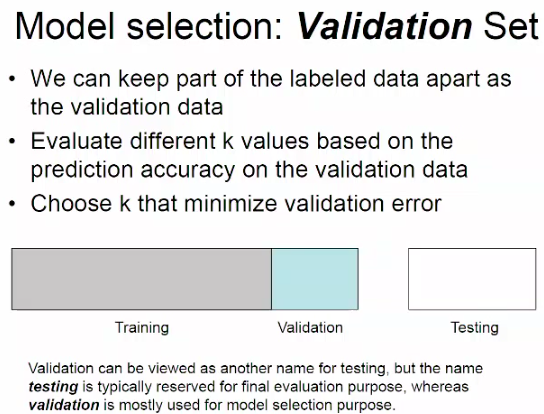 Model selection: Validation Set
• We can keep part of the labeled data apart as
the validation data
• Evaluate different k values based on the
prediction accuracy on the validation data
• Choose k that minimize validation error
Training
Validation
Testing
Validation can be viewed as another name for testing, but the name
testing is typically reserved for final evaluation purpose, whereas
validation is mostly used for model selection purpose.